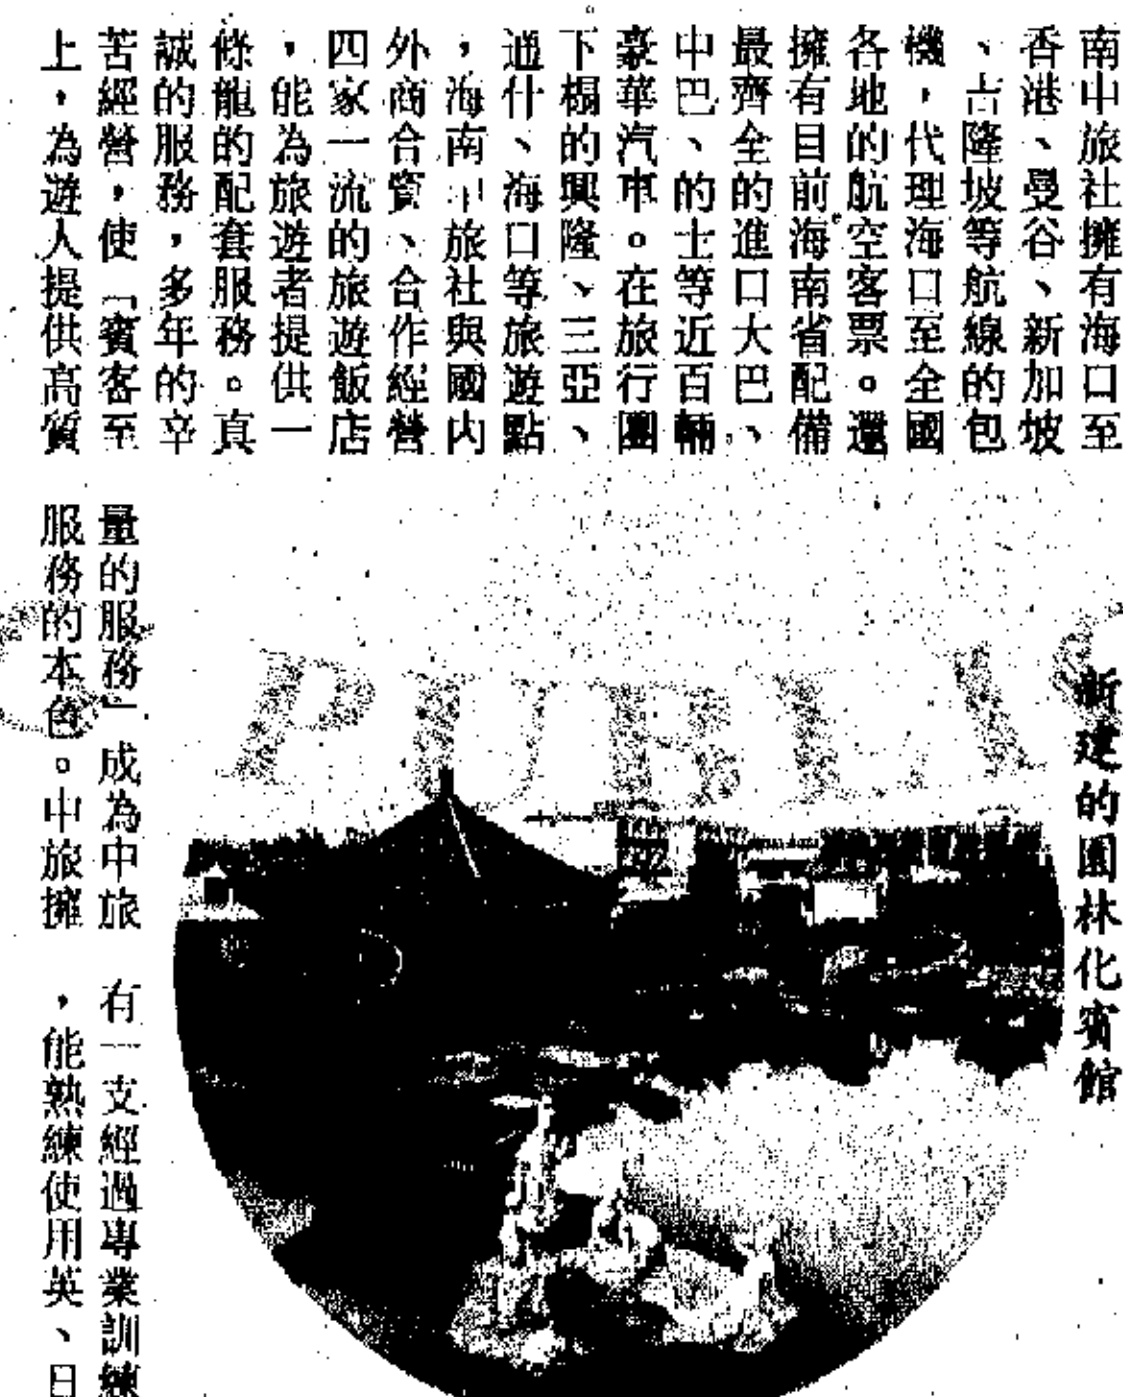 南中旅社擁有海口至
香港、曼谷、新加坡
、吉隆坡等航線的包
機，代理海口至全國
各地的航空客票。還
擁有目前海南省配備
最齊全的進口大巴、
中巴、的士等近百輛
豪華汽車。在旅行團
下榻的興隆、三亞、
通什、海口等旅遊點
，海南中旅社與國內
外商合資、合作經營
四家一流的旅遊飯店
，能為旅遊者提供一
條龍的配套服務。真
誠的服務，多年的辛
苦經營，使「賓客至
上，為遊人提供高質
量的服務」成為中旅
服務的本色。中旅擁
有一支經過專業訓練
，能熟練使用英、日
新建的園林化賓館
PUBL